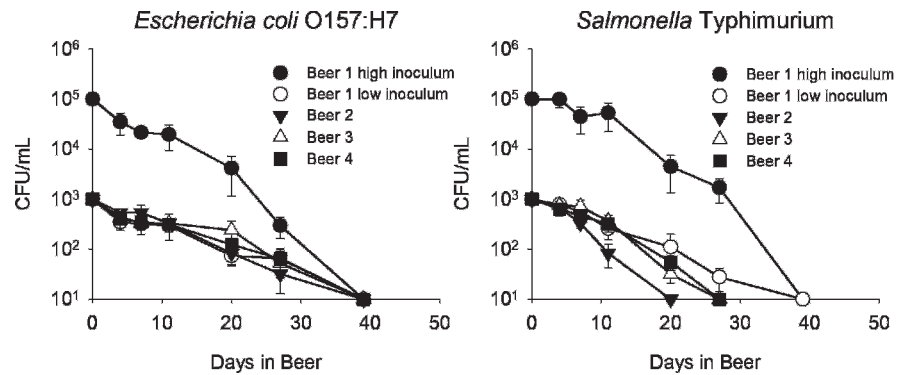 Escherichia coli O157:H7
10⁶
10⁵
10⁴
10³
10²
10¹
CFU/mL
Beer 1 high inoculum
Beer 1 low inoculum
Beer 2
Beer 3
Beer 4
0 10 20 30 40 50
Days in Beer
Salmonella Typhimurium
10⁶
10⁵
10⁴
10³
10²
10¹
CFU/mL
Beer 1 high inoculum
Beer 1 low inoculum
Beer 2
Beer 3
Beer 4
0 10 20 30 40 50
Days in Beer